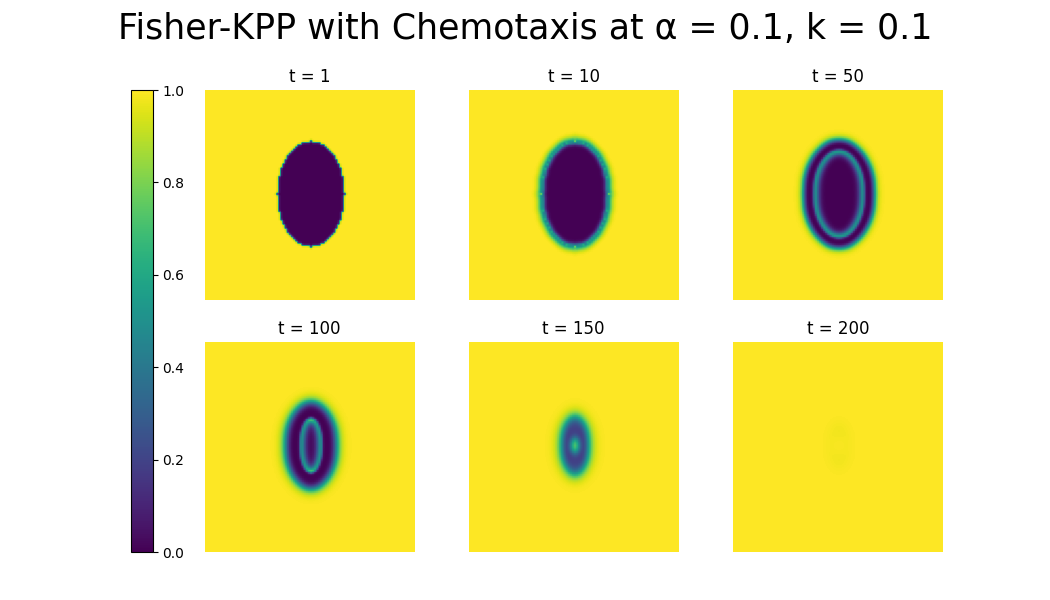 Fisher-KPP with Chemotaxis at α = 0.1, k = 0.1
t = 1
t = 10
t = 50
1.0
0.8
0.6
0.4
0.2
0.0
t = 100
t = 150
t = 200